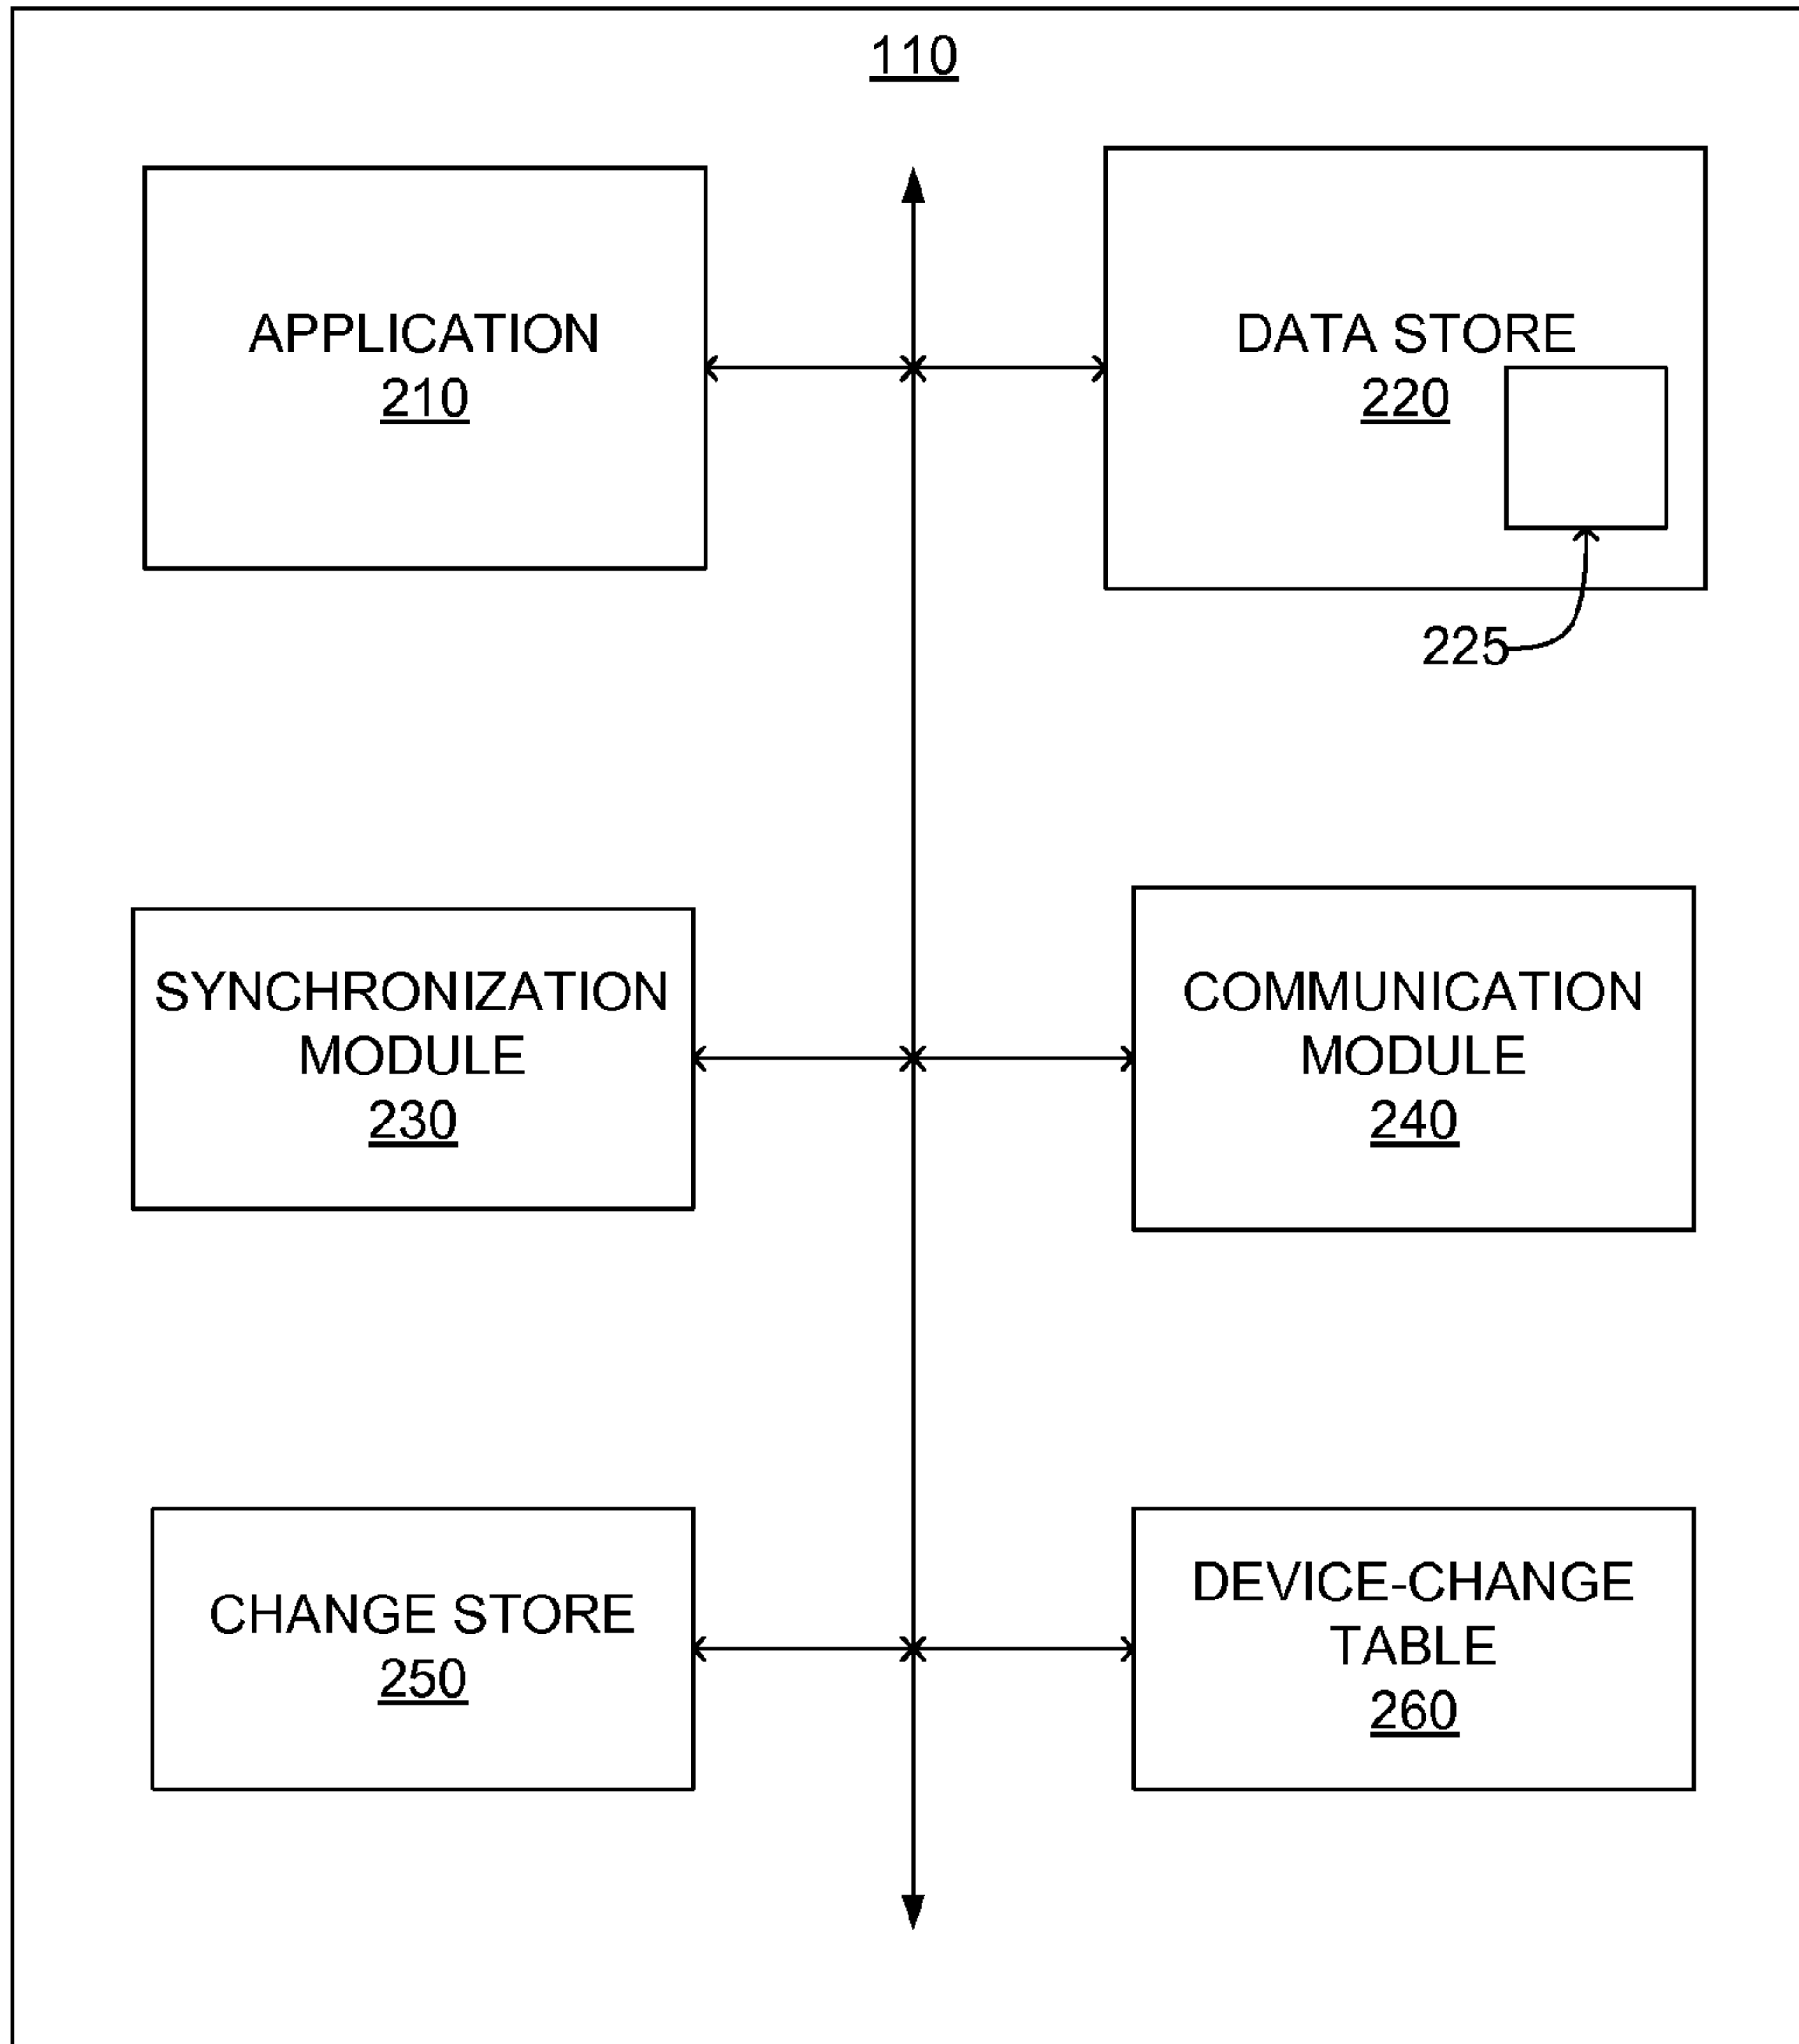 110
APPLICATION
210
DATA STORE
220
225
SYNCHRONIZATION
MODULE
230
COMMUNICATION
MODULE
240
CHANGE STORE
250
DEVICE-CHANGE
TABLE
260